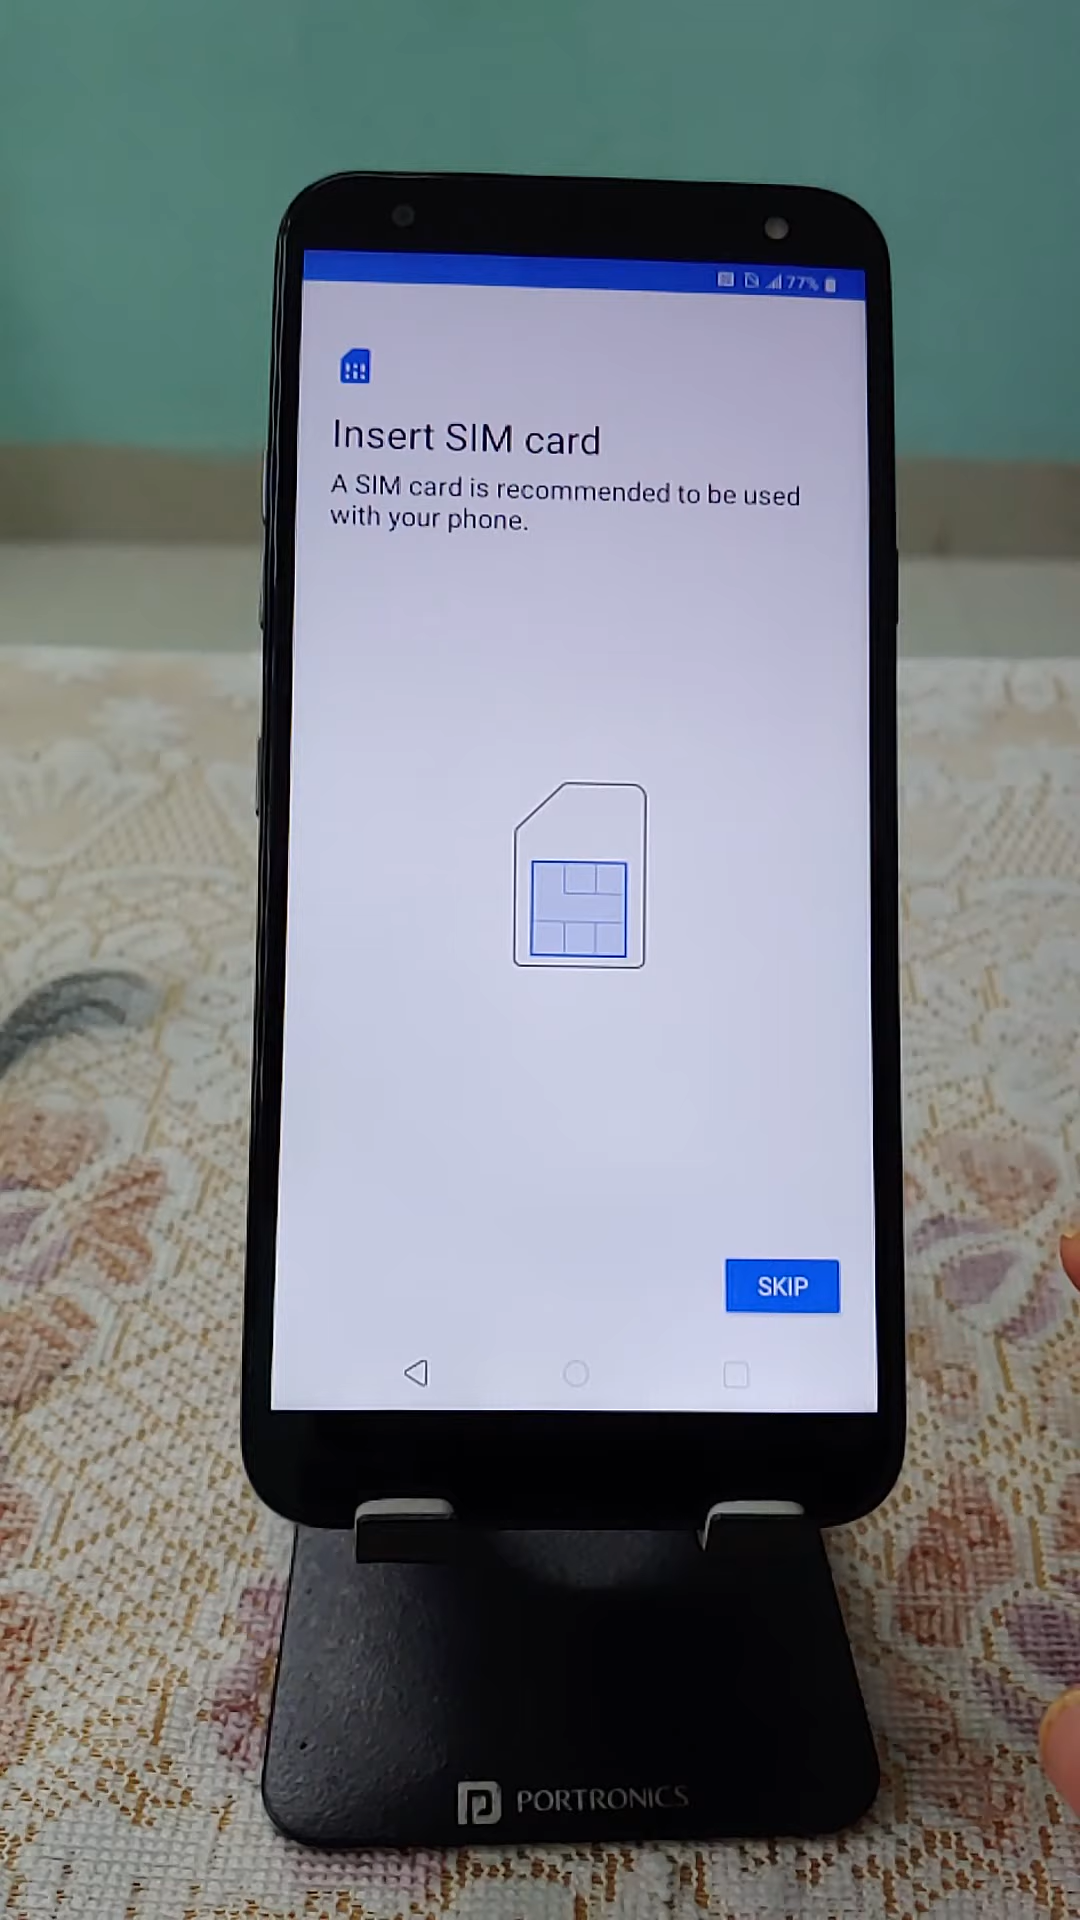 77%
Insert SIM card
A SIM card is recommended to be used
with your phone.
SKIP
PORTRONICS